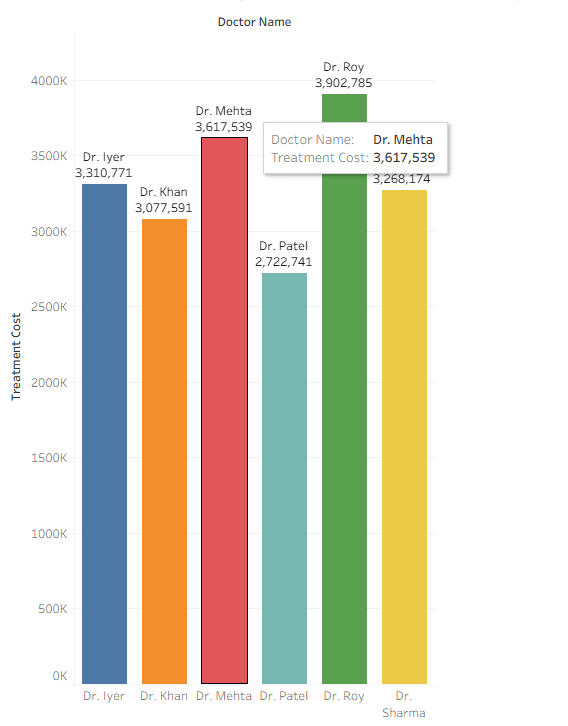 Doctor Name
4000K
3500K
3000K
2500K
2000K
1500K
1000K
500K
0K
Treatment Cost
Dr. Iyer
3,310,771
Dr. Khan
3,077,591
Dr. Mehta
3,617,539
Dr. Patel
2,722,741
Dr. Roy
3,902,785
3,268,174
Doctor Name: Dr. Mehta
Treatment Cost: 3,617,539
Dr. Iyer
Dr. Khan
Dr. Mehta
Dr. Patel
Dr. Roy
Dr.
Sharma